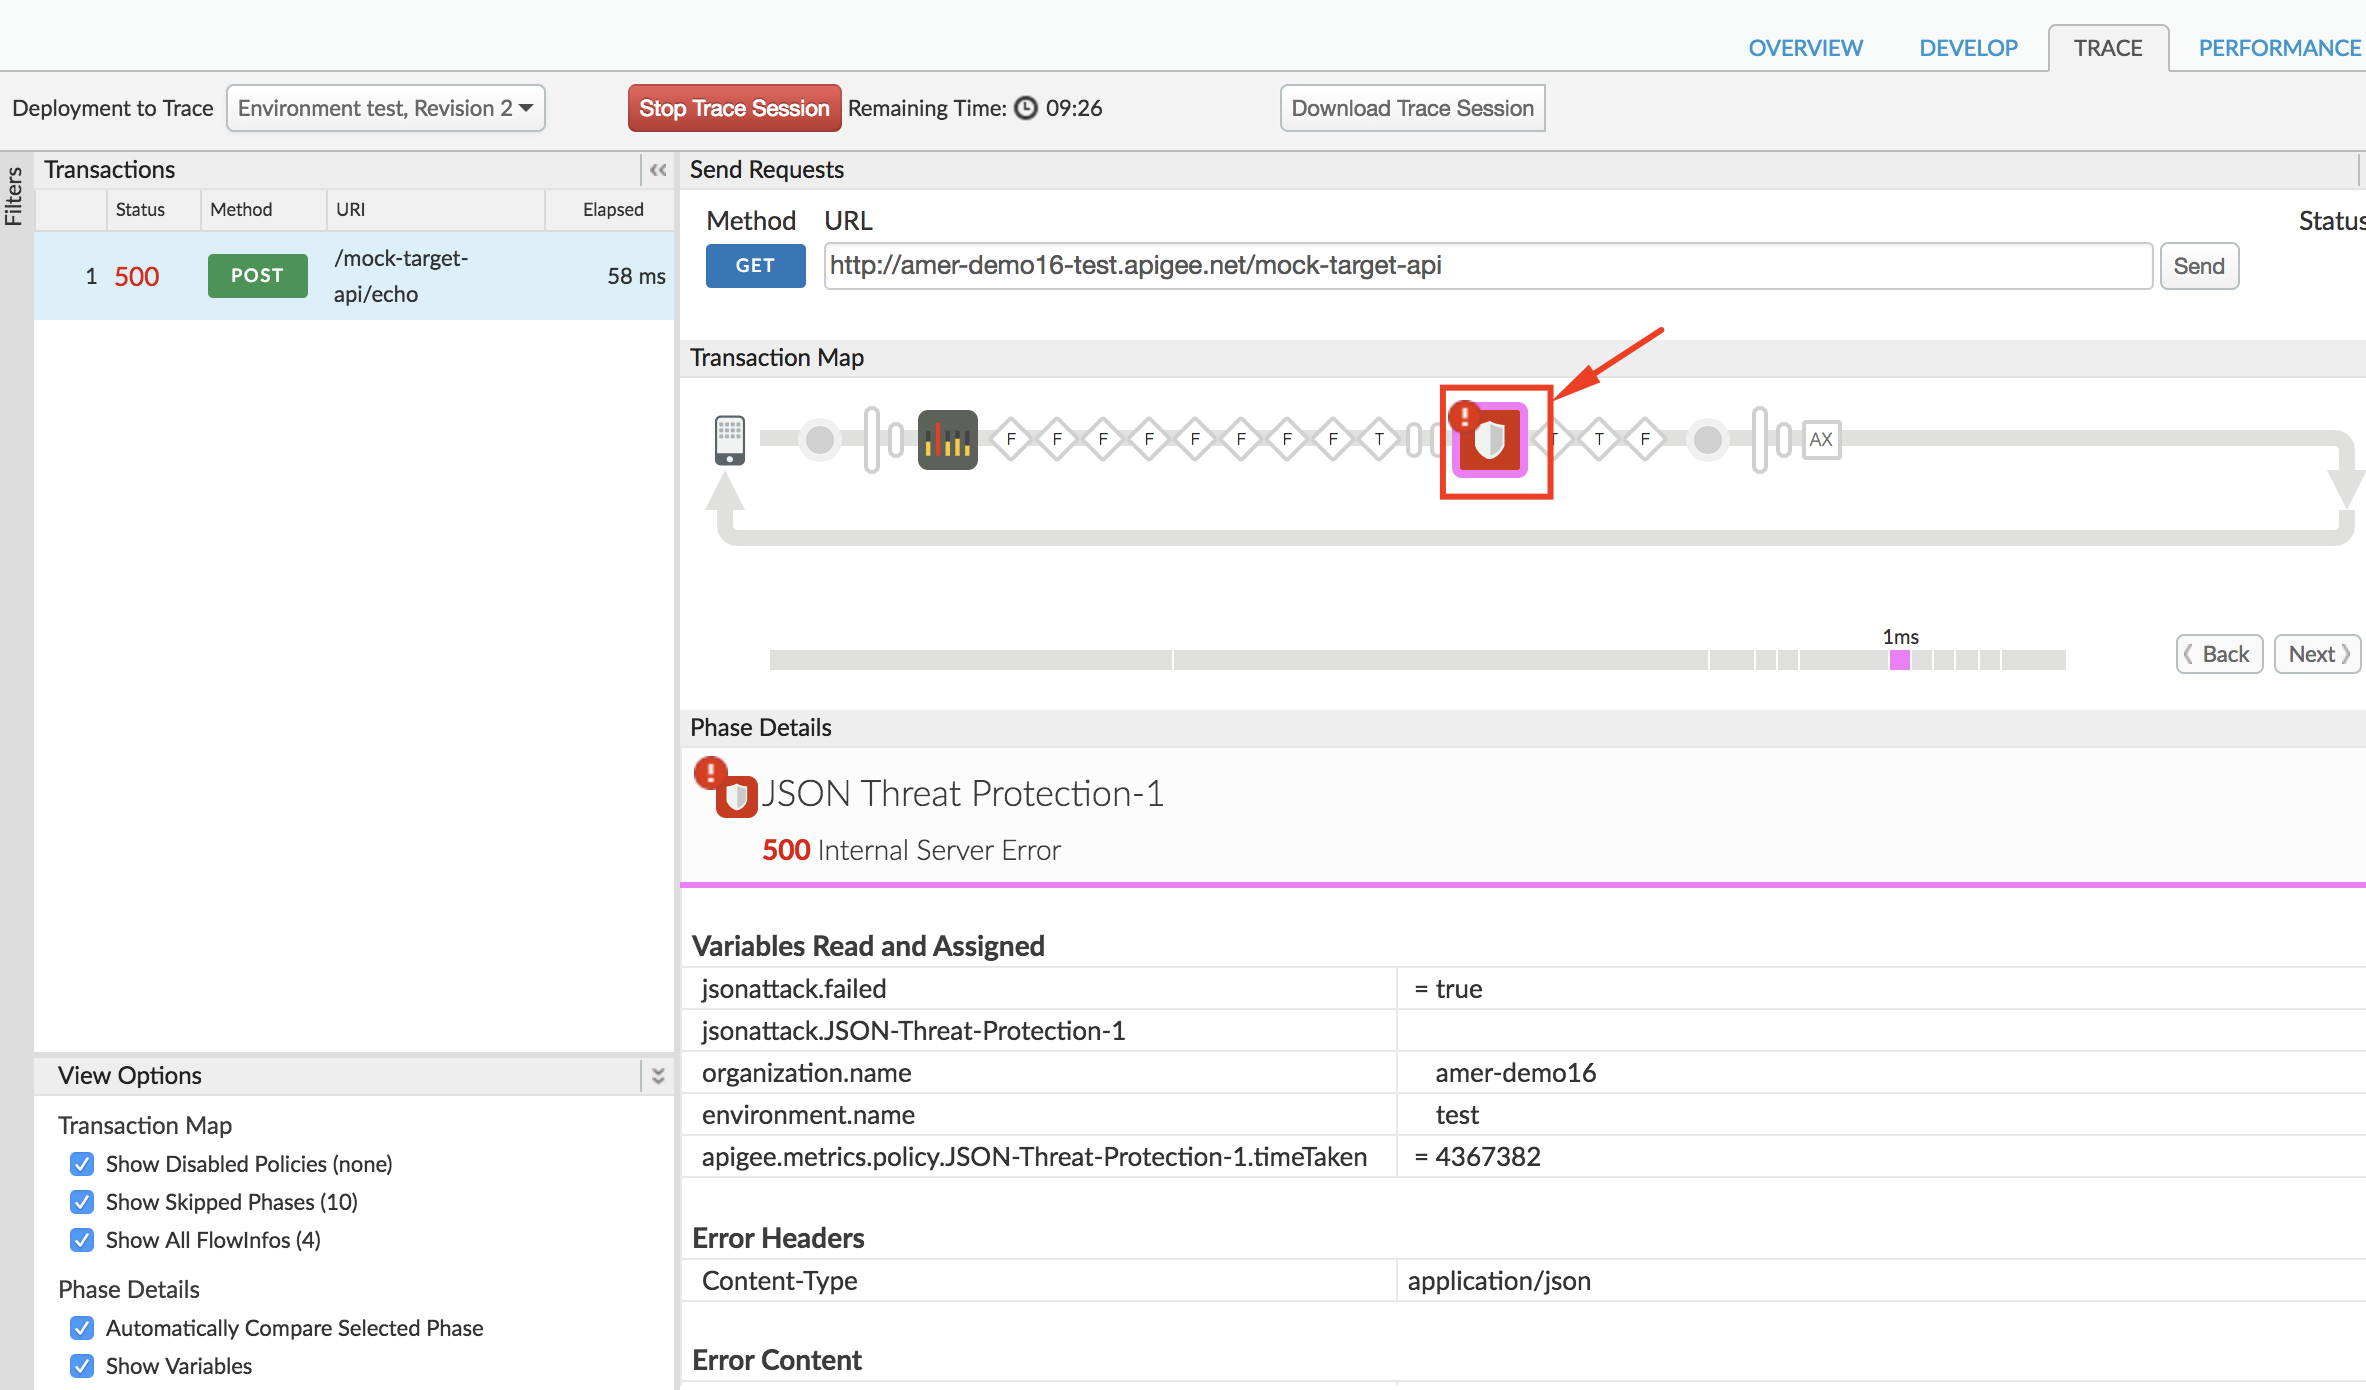 OVERVIEW DEVELOP TRACE PERFORMANCE
Deployment to Trace Environment test, Revision 2 Stop Trace Session Remaining Time: 09:26 Download Trace Session
Filters
Transactions
Status Method URI Elapsed
1 500 POST /mock-target-api/echo 58 ms
Send Requests
Method URL Status
GET http://amer-demo16-test.apigee.net/mock-target-api Send
Transaction Map
F F F F F F F F T T T F AX
1ms
Back Next
Phase Details
JSON Threat Protection-1
500 Internal Server Error
Variables Read and Assigned
jsonattack.failed = true
jsonattack.JSON-Threat-Protection-1
organization.name amer-demo16
environment.name test
apigee.metrics.policy.JSON-Threat-Protection-1.timeTaken = 4367382
Error Headers
Content-Type application/json
Error Content
View Options
Transaction Map
Show Disabled Policies (none)
Show Skipped Phases (10)
Show All FlowInfos (4)
Phase Details
Automatically Compare Selected Phase
Show Variables